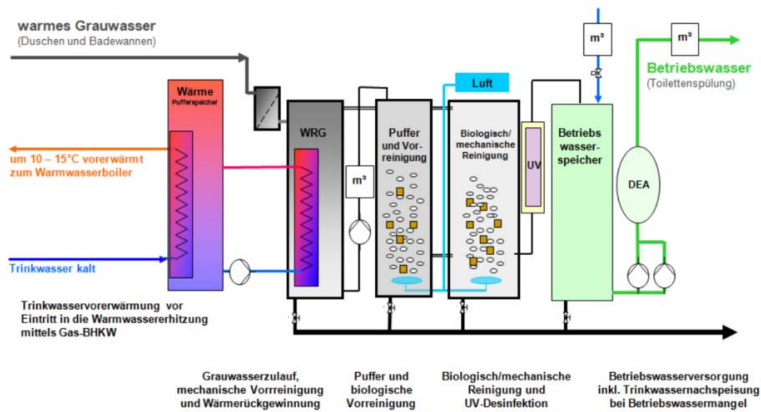 warmes Grauwasser
(Duschen und Badewannen)
m³
m³
Betriebswasser
(Toilettenspülung)
Luft
Wärme
Pufferspeicher
WRG
Puffer
und Vor-
reinigung
Biologisch/
mechanische
Reinigung
UV
Betriebs
wasser-
speicher
DEA
m³
um 10 – 15°C vorerwärmt
zum Warmwasserboiler
Trinkwasser kalt
Trinkwasservorerwärmung vor
Eintritt in die Warmwassererhitzung
mittels Gas-BHKW
Grauwasserzulauf,
mechanische Vorrreinigung
und Wärmerückgewinnung
Puffer und
biologische
Vorreinigung
Biologisch/mechanische
Reinigung und
UV-Desinfektion
Betriebswasserversorgung
inkl. Trinkwassernachspeisung
bei Betriebswassermangel